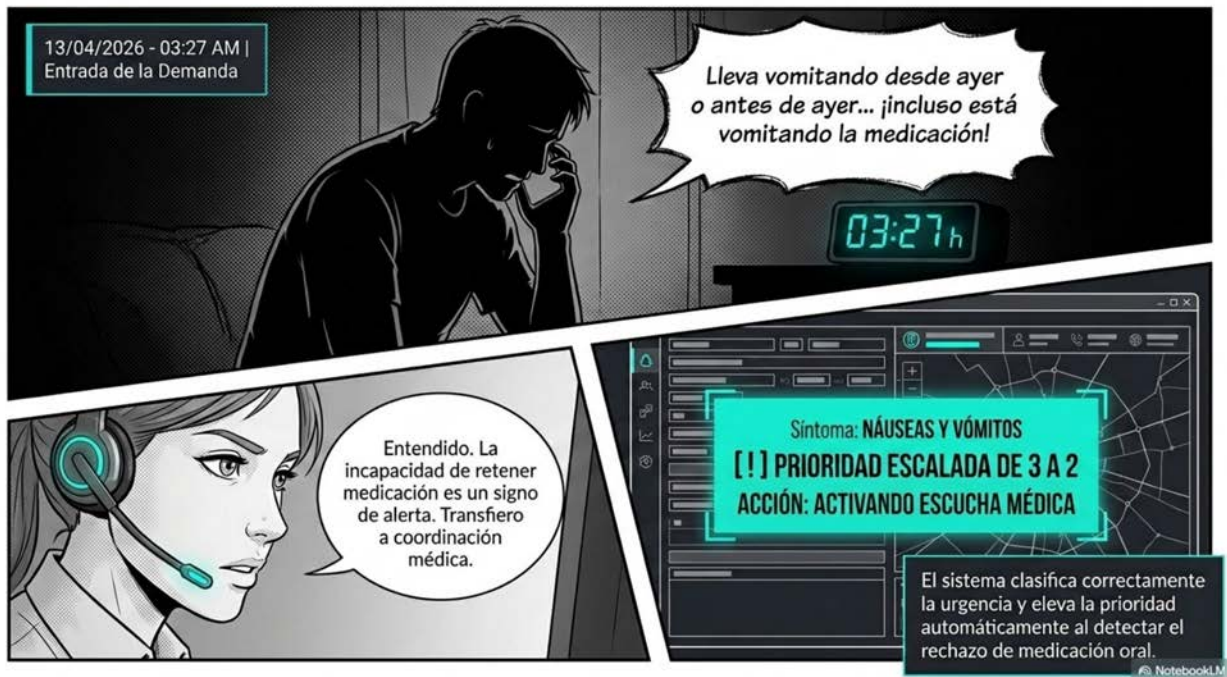 13/04/2026 - 03:27 AM |
Entrada de la Demanda
Lleva vomitando desde ayer
o antes de ayer... ¡incluso está
vomitando la medicación!
03:27h
Entendido. La
incapacidad de retener
medicación es un signo
de alerta. Transfiero
a coordinación
médica.
Síntoma: NÁUSEAS Y VÓMITOS
[!] PRIORIDAD ESCALADA DE 3 A 2
ACCIÓN: ACTIVANDO ESCUCHA MÉDICA
El sistema clasifica correctamente
la urgencia y eleva la prioridad
automáticamente al detectar el
rechazo de medicación oral.
NotebookLM